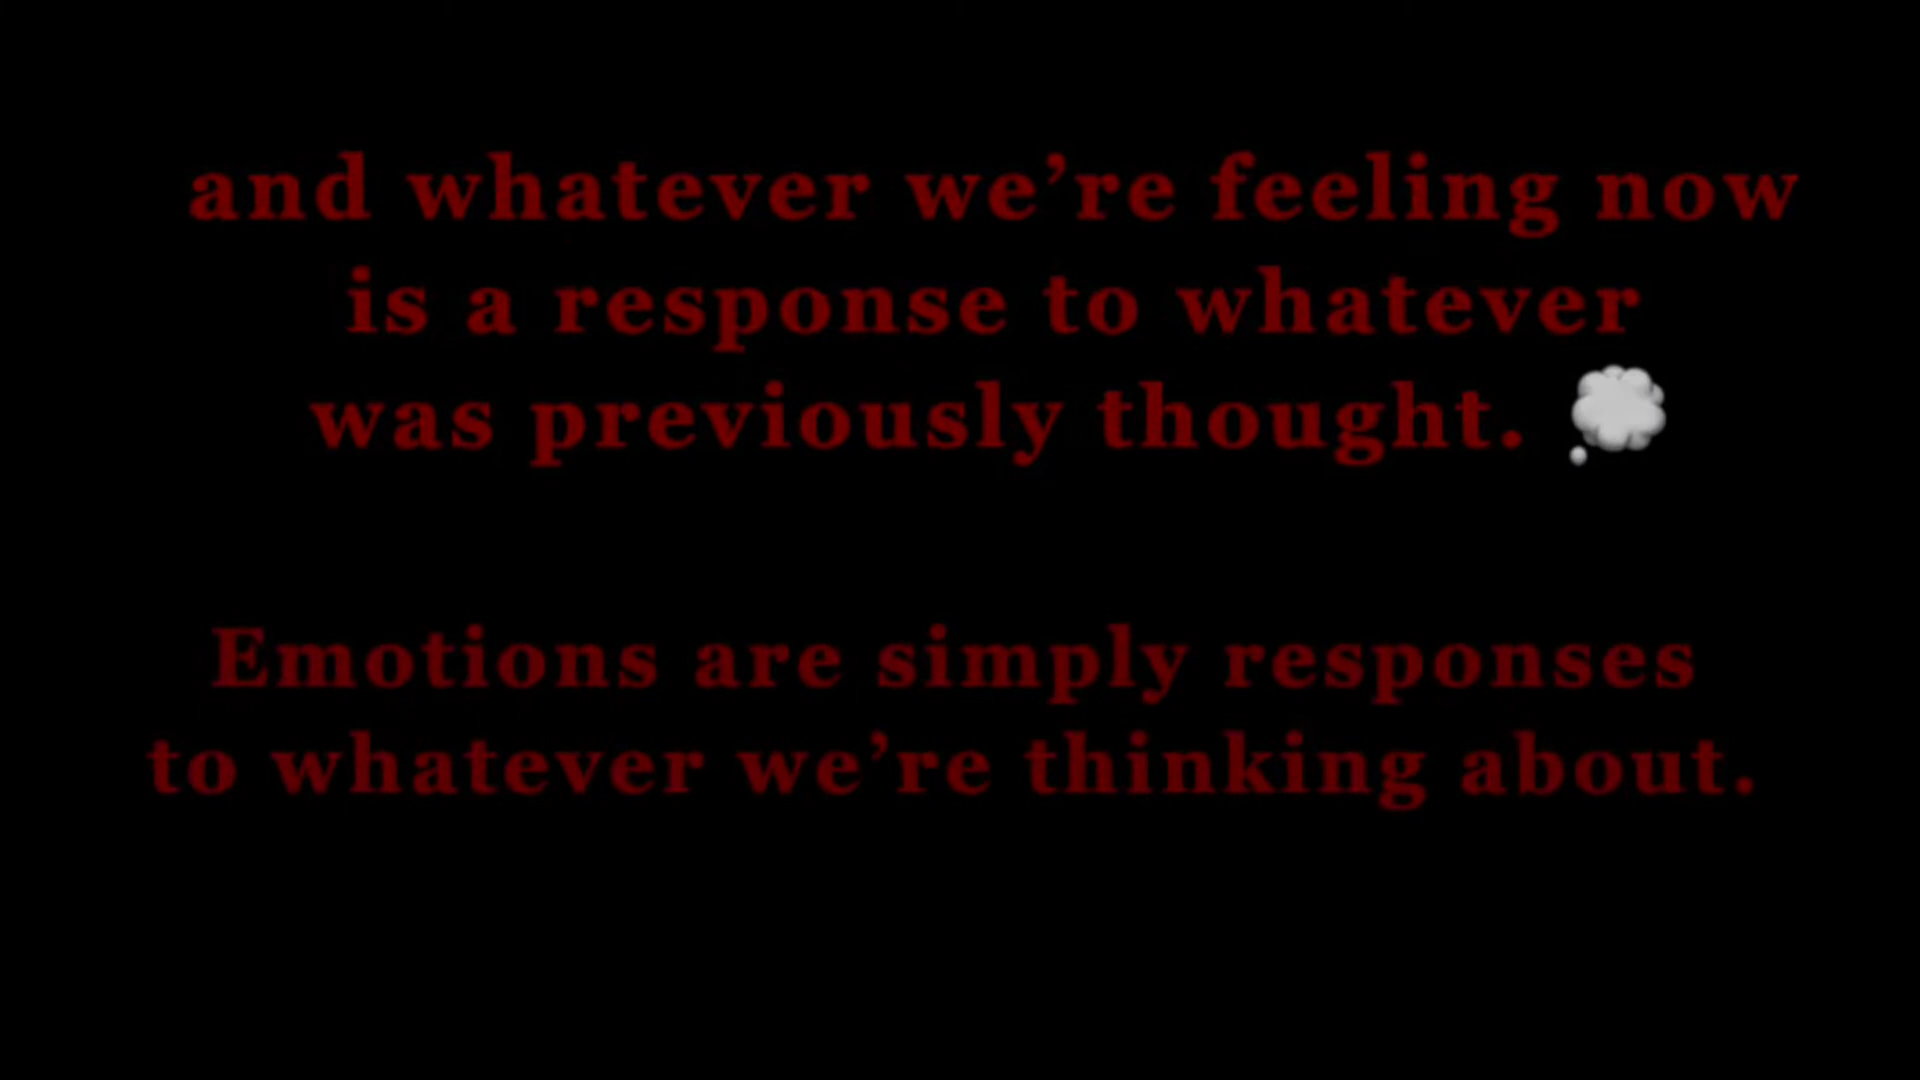 and whatever we’re feeling now
is a response to whatever
was previously thought. 💭
Emotions are simply responses
to whatever we’re thinking about.